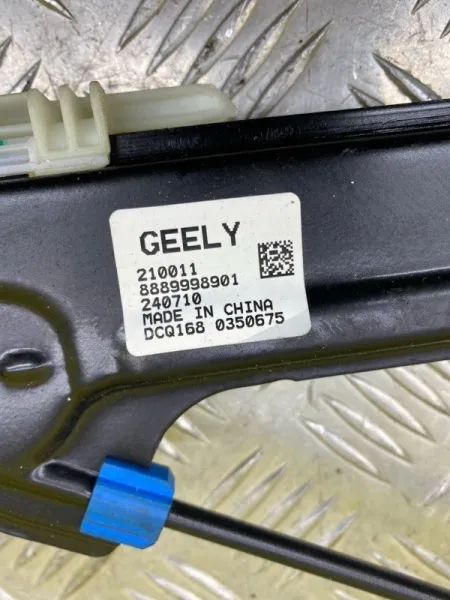 GEELY
210011
8889998901
240710
MADE IN CHINA
DCQ168 0350675